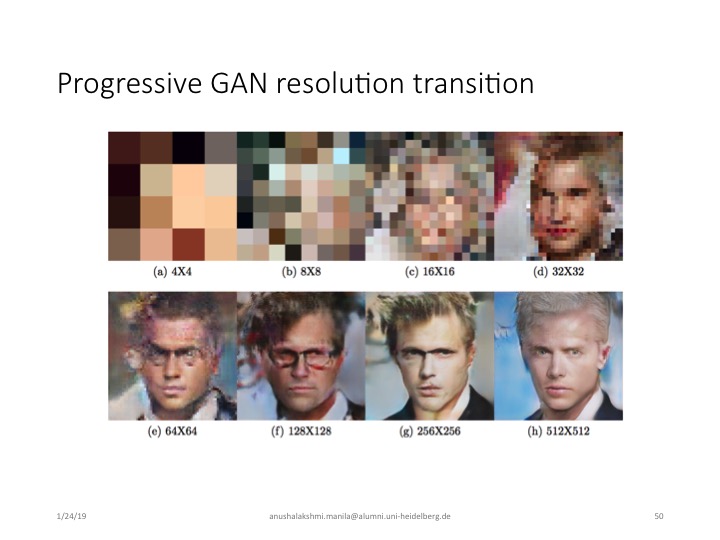 Progressive GAN resolution transition
(a) 4X4
(b) 8X8
(c) 16X16
(d) 32X32
(e) 64X64
(f) 128X128
(g) 256X256
(h) 512X512
1/24/19
anushalakshmi.manila@alumni.uni-heidelberg.de
50